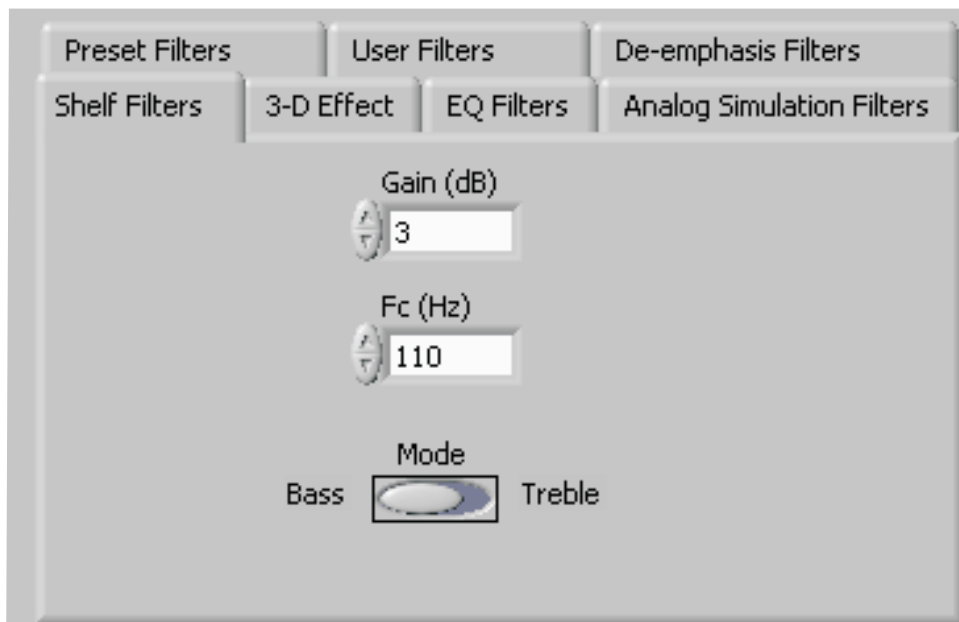 Preset Filters User Filters De-emphasis Filters
Shelf Filters 3-D Effect EQ Filters Analog Simulation Filters
Gain (dB)
3
Fc (Hz)
110
Mode
Bass Treble